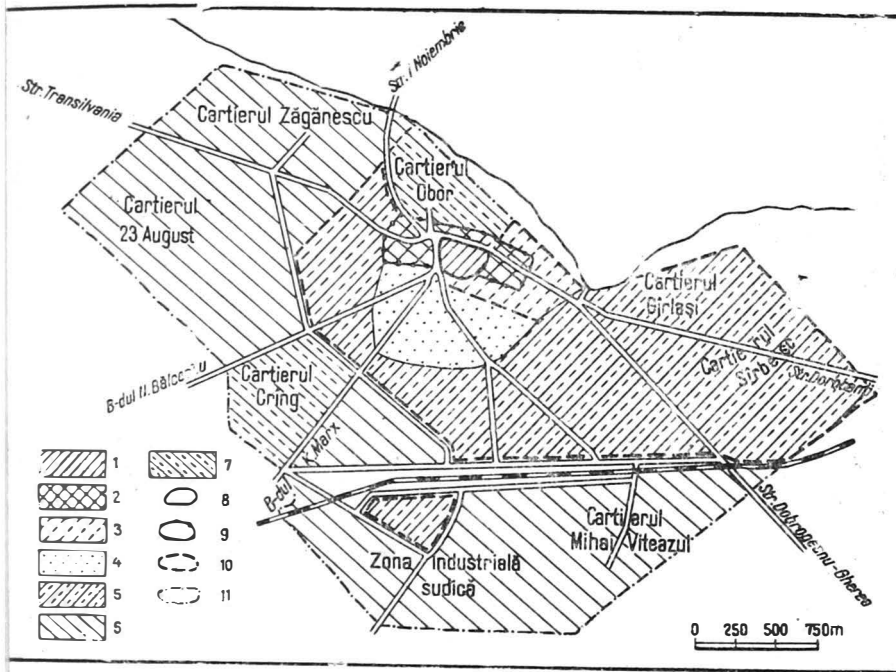 Str. Transilvania
Str. 1 Noiembrie
Cartierul Zăgănescu
Cartierul
Obor
Cartierul
23 August
Cartierul
Gîrlași
Cartierul
B-dul N. Bălcescu
Cartierul
Crîng
K. Marx
B-dul
Str. Dobrogeanu-Gherea
Cartierul
Mihai Viteazul
Zona Industrială
sudică
1
2
3
4
5
5
7
8
9
10
11
0 250 500 750m